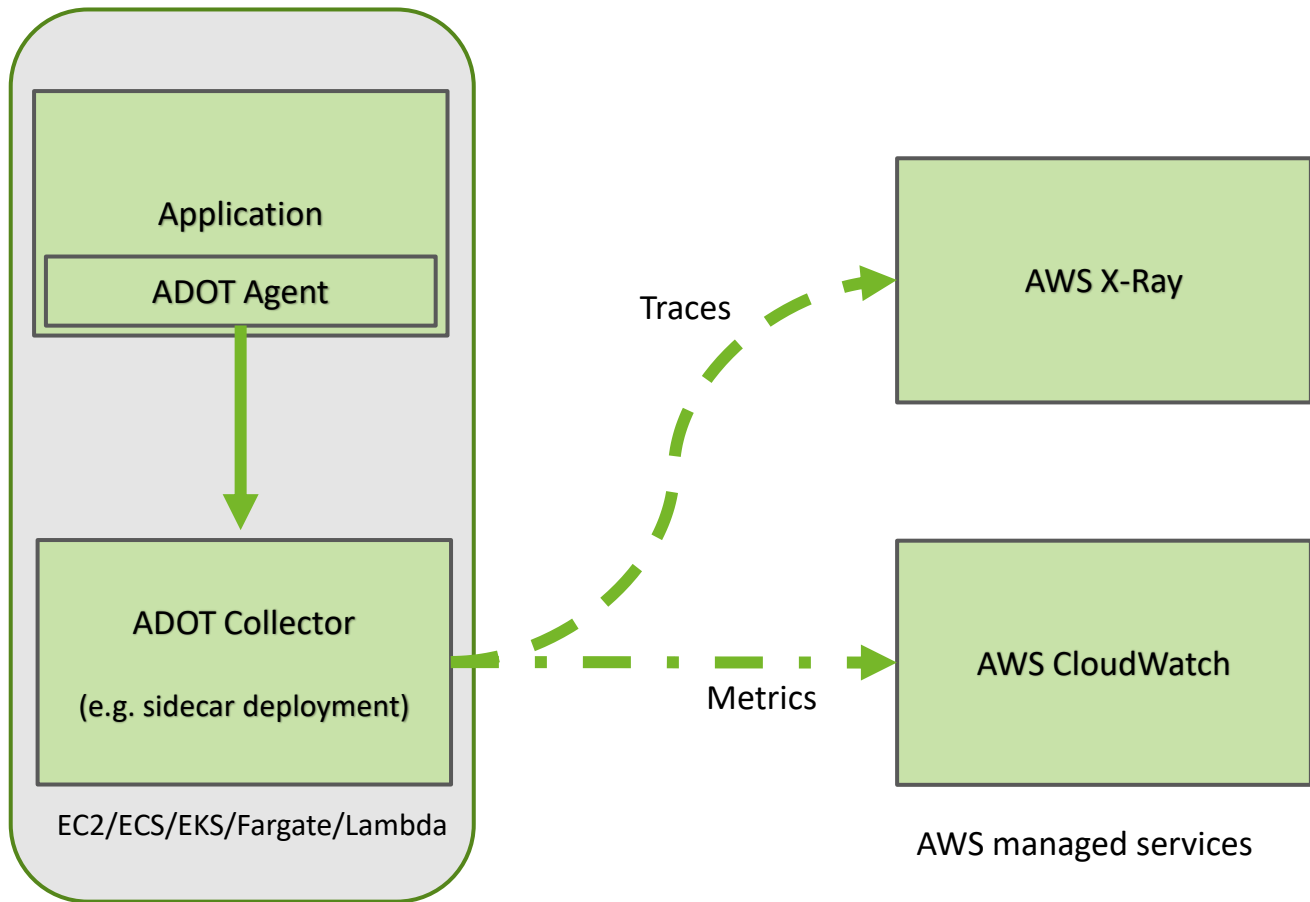 Application
ADOT Agent
ADOT Collector
(e.g. sidecar deployment)
EC2/ECS/EKS/Fargate/Lambda
Traces
Metrics
AWS X-Ray
AWS CloudWatch
AWS managed services